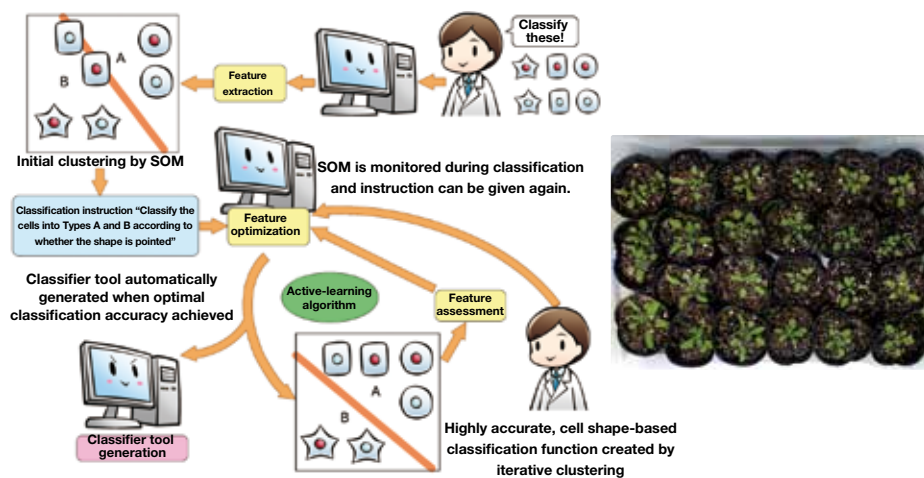 Classify
these!
Feature
extraction
A
B
Initial clustering by SOM
SOM is monitored during classification
and instruction can be given again.
Classification instruction “Classify the
cells into Types A and B according to
whether the shape is pointed”
Feature
optimization
Classifier tool automatically
generated when optimal
classification accuracy achieved
Active-learning
algorithm
Feature
assessment
A
B
Classifier tool
generation
Highly accurate, cell shape-based
classification function created by
iterative clustering